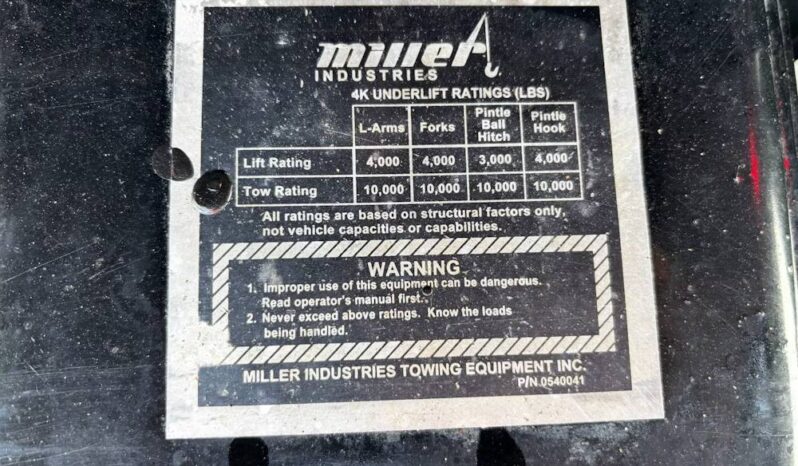 miller
INDUSTRIES
4K UNDERLIFT RATINGS (LBS)
L-Arms Forks Pintle Ball Hitch Pintle Hook
Lift Rating 4,000 4,000 3,000 4,000
Tow Rating 10,000 10,000 10,000 10,000
All ratings are based on structural factors only,
not vehicle capacities or capabilities.
WARNING
1. Improper use of this equipment can be dangerous.
Read operator's manual first.
2. Never exceed above ratings. Know the loads
being handled.
MILLER INDUSTRIES TOWING EQUIPMENT INC.
P/N 0540041